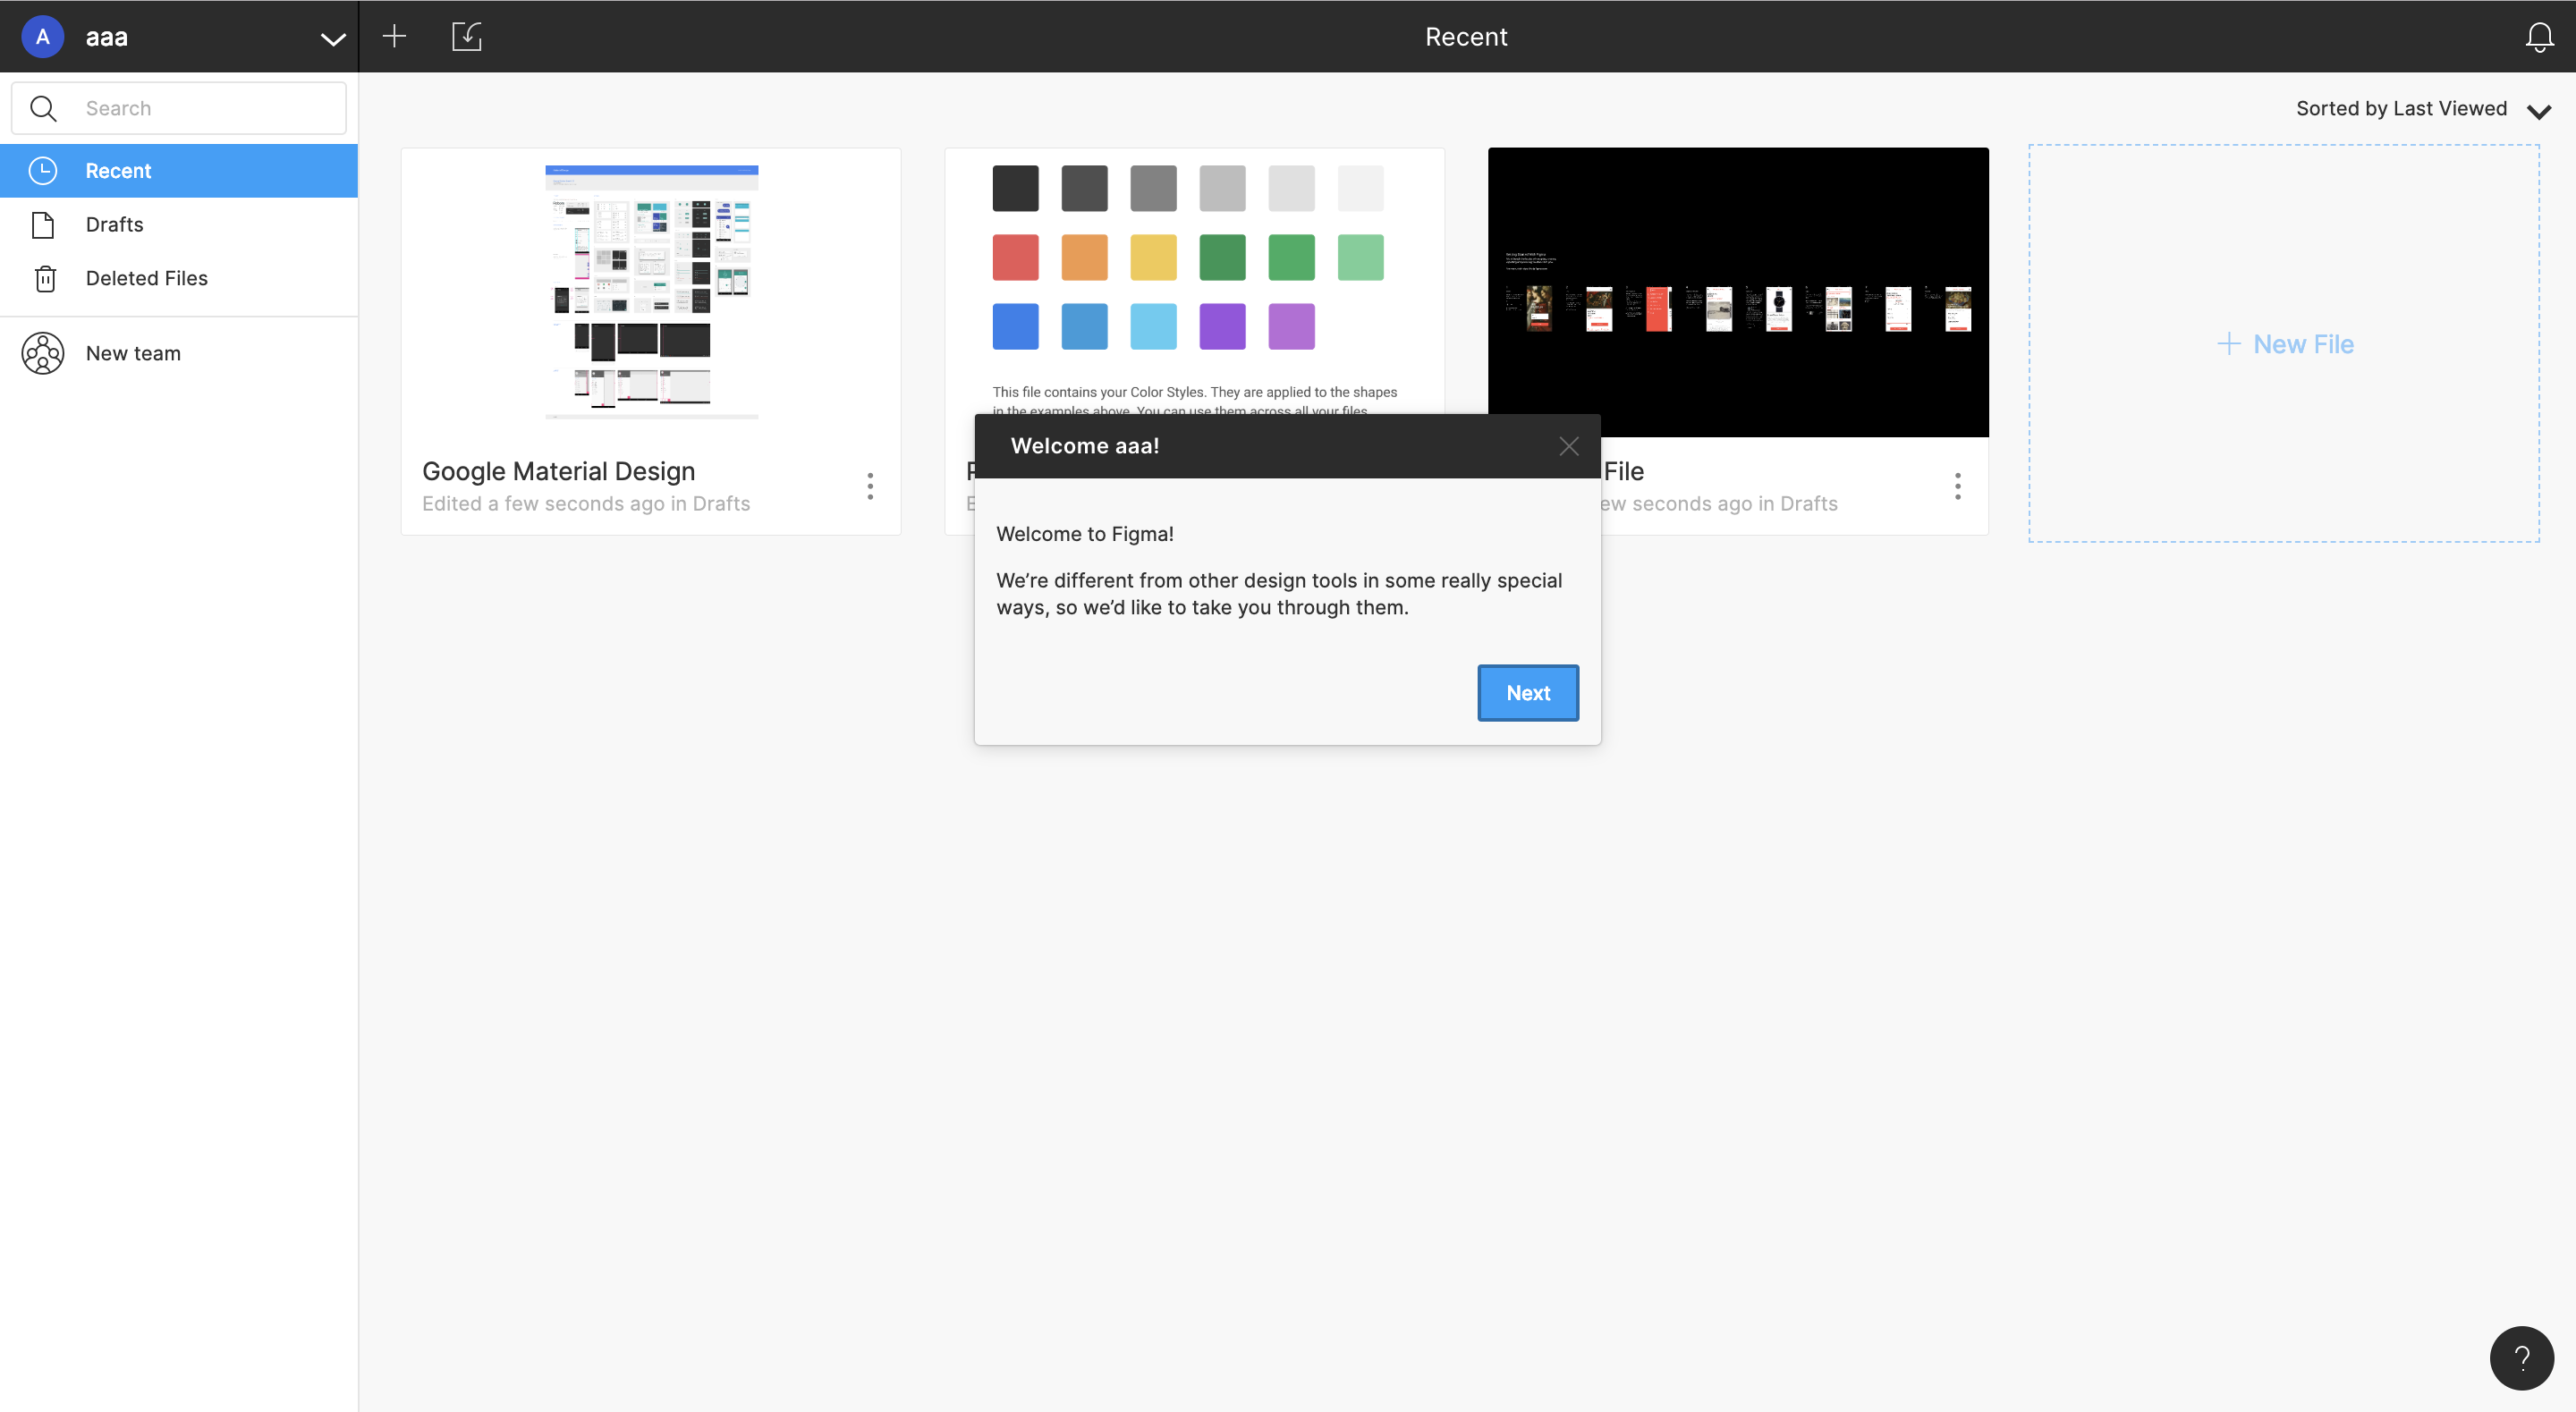 A
aaa
Recent
Search
Sorted by Last Viewed
Recent
Drafts
Deleted Files
New team
This file contains your Color Styles. They are applied to the shapes
in the examples above. You can use them across all your files.
+ New File
Google Material Design
Edited a few seconds ago in Drafts
File
seconds ago in Drafts
Welcome aaa!
Welcome to Figma!
We’re different from other design tools in some really special
ways, so we’d like to take you through them.
Next
?